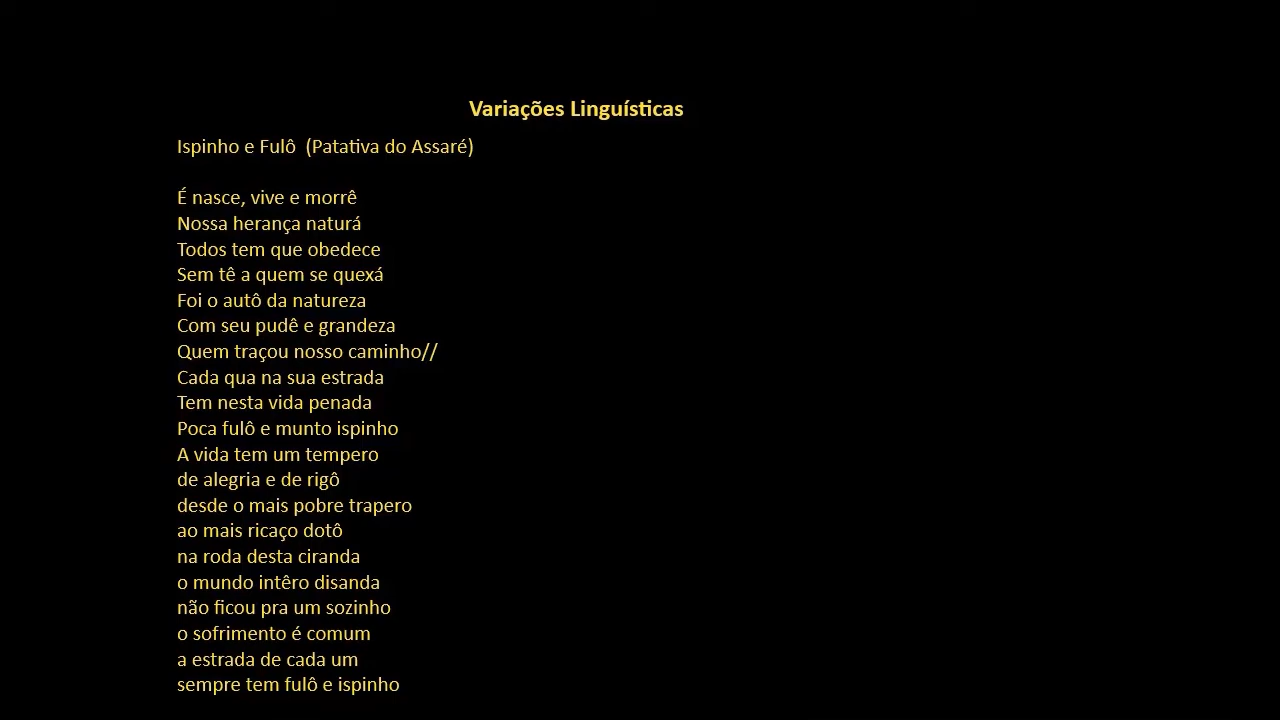 Variações Linguísticas
Ispinho e Fulô (Patativa do Assaré)
É nasce, vive e morrê
Nossa herança naturá
Todos tem que obedece
Sem tê a quem se quexá
Foi o autô da natureza
Com seu pudê e grandeza
Quem traçou nosso caminho//
Cada qua na sua estrada
Tem nesta vida penada
Poca fulô e munto ispinho
A vida tem um tempero
de alegria e de rigô
desde o mais pobre trapero
ao mais ricaço dotô
na roda desta ciranda
o mundo intêro disanda
não ficou pra um sozinho
o sofrimento é comum
a estrada de cada um
sempre tem fulô e ispinho